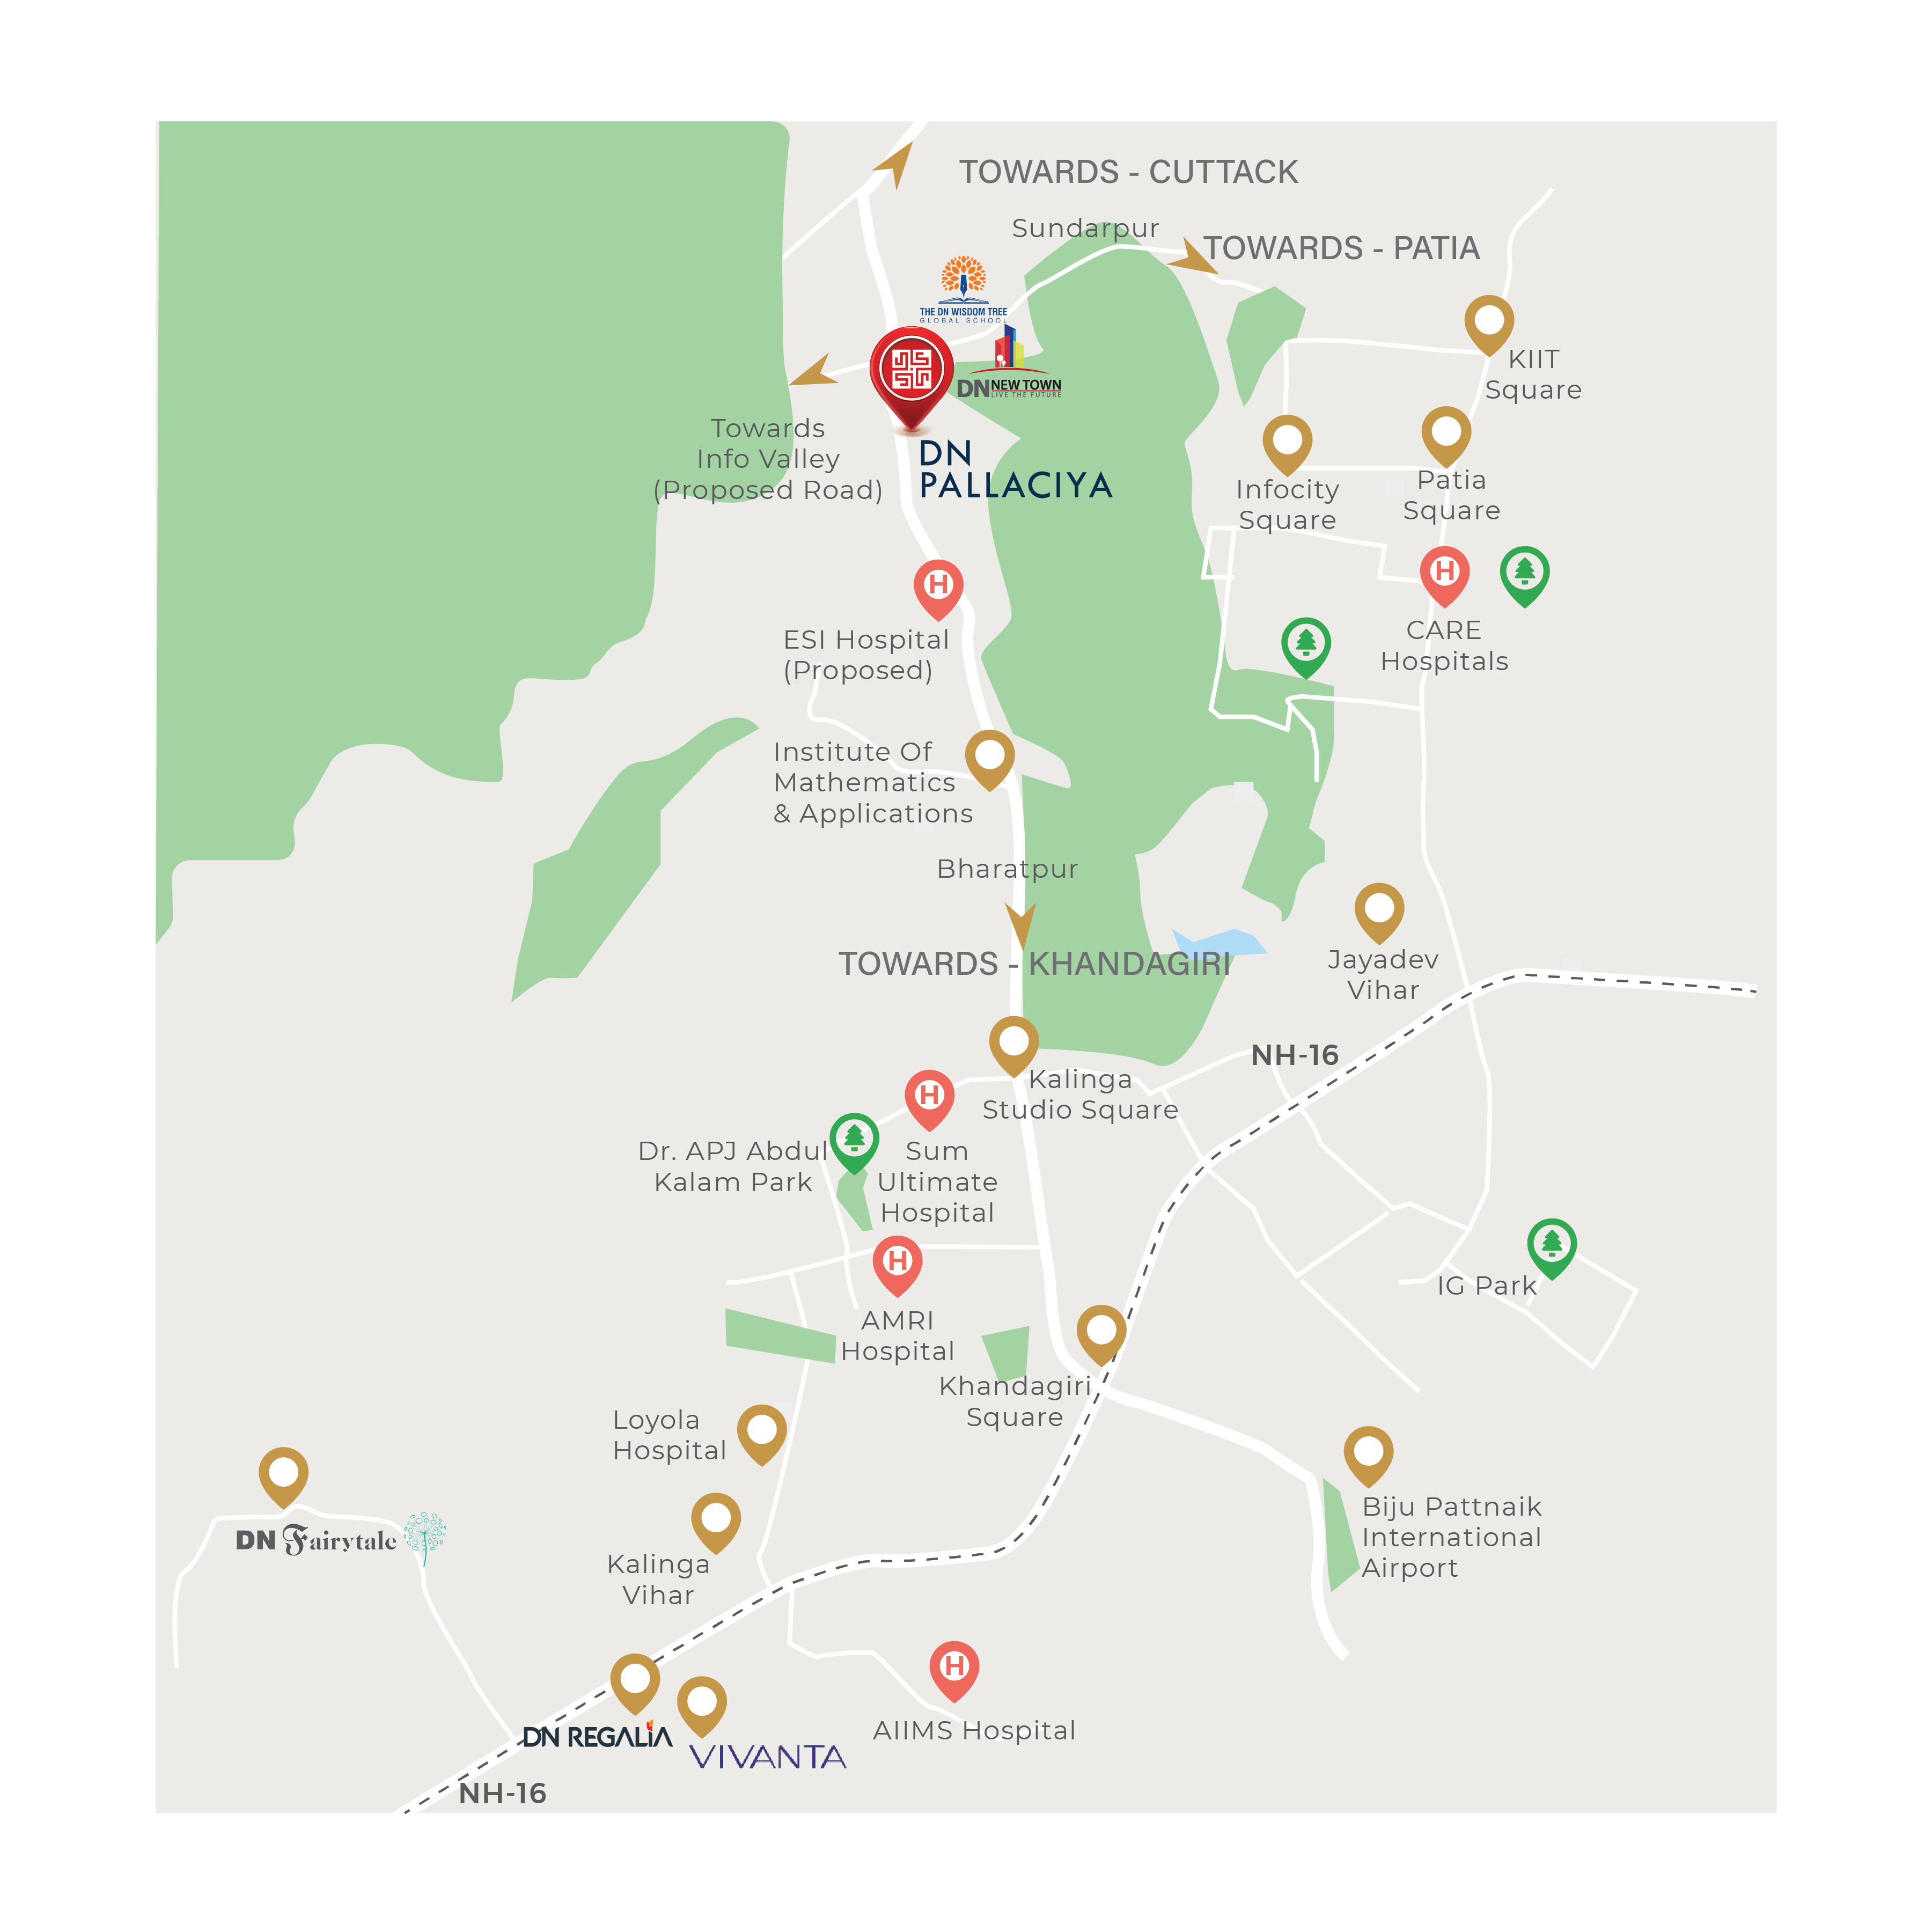 TOWARDS - CUTTACK
Sundarpur
TOWARDS - PATIA
THE DN WISDOM TREE
GLOBAL SCHOOL
KIIT
Square
DN NEW TOWN
LIVE THE FUTURE
Towards
Info Valley
(Proposed Road)
DN
PALLACIYA
Infocity
Square
Patia
Square
ESI Hospital
(Proposed)
CARE
Hospitals
Institute Of
Mathematics
& Applications
Bharatpur
TOWARDS - KHANDAGIRI
Jayadev
Vihar
NH-16
Kalinga
Studio Square
Dr. APJ Abdul
Kalam Park
Sum
Ultimate
Hospital
IG Park
AMRI
Hospital
Khandagiri
Square
Loyola
Hospital
Biju Pattnaik
International
Airport
DN Fairytale
Kalinga
Vihar
AIIMS Hospital
DN REGALIA
VIVANTA
NH-16
H
H
H
H
H